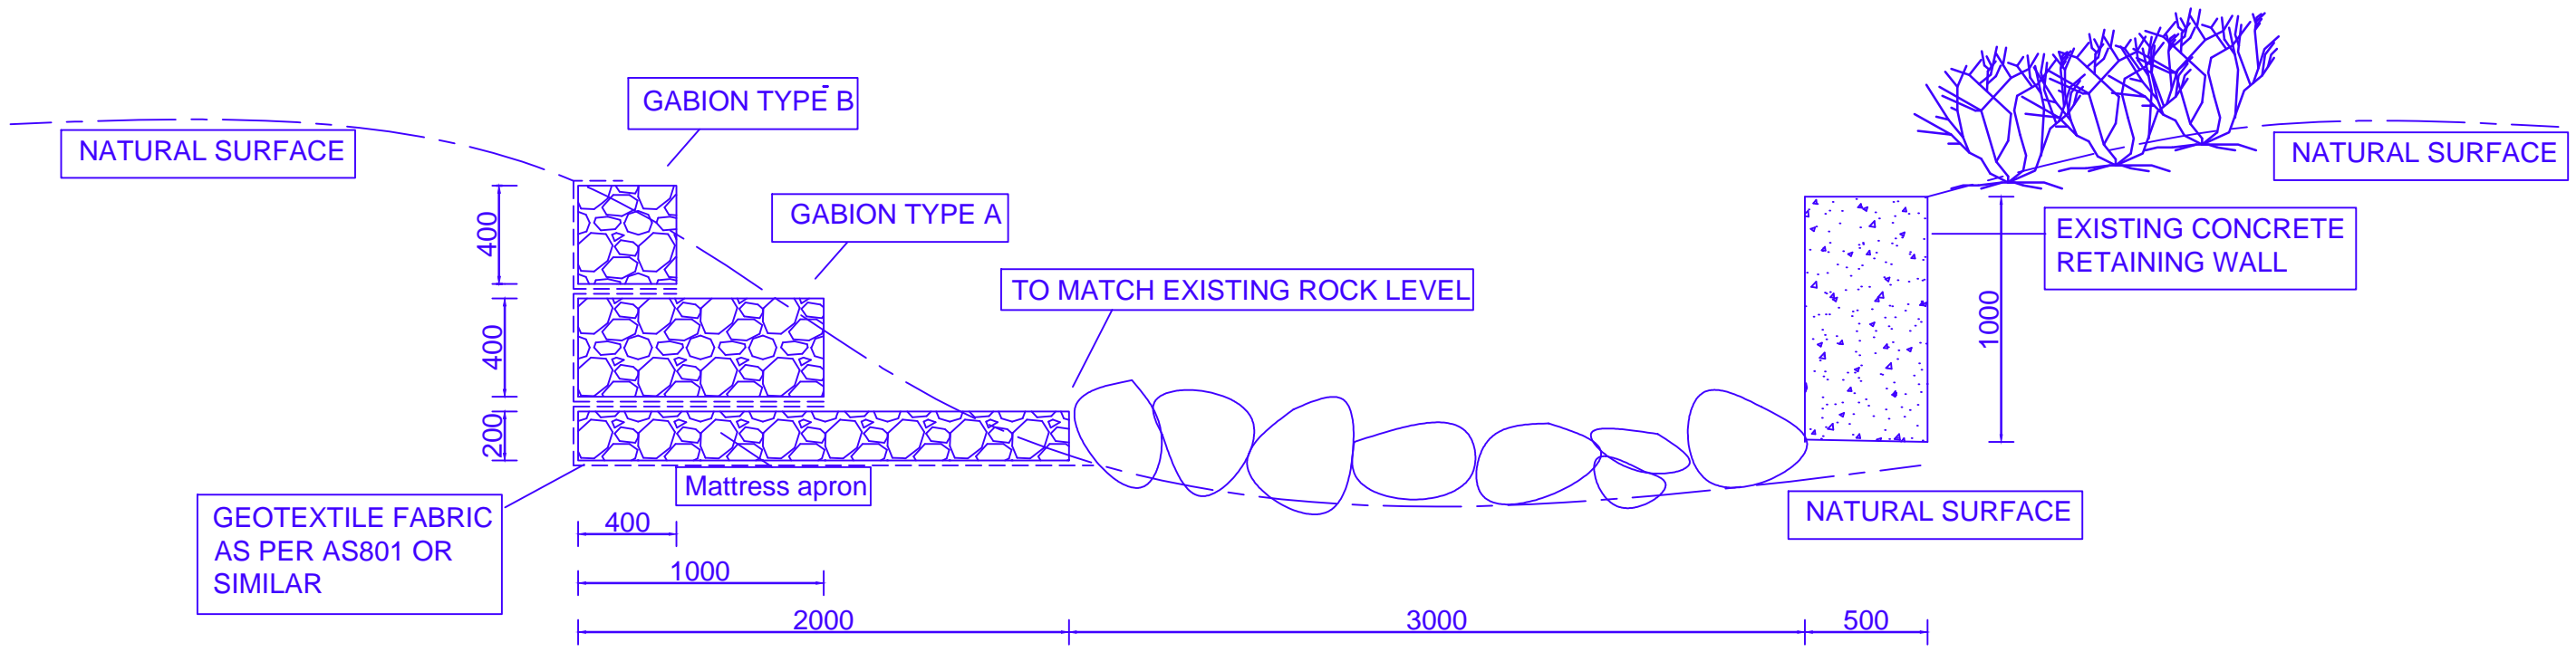 GABION TYPE B
NATURAL SURFACE
NATURAL SURFACE
GABION TYPE A
400
EXISTING CONCRETE
RETAINING WALL
TO MATCH EXISTING ROCK LEVEL
1000
400
200
Mattress apron
GEOTEXTILE FABRIC
AS PER AS801 OR
SIMILAR
NATURAL SURFACE
400
1000
2000
3000
500